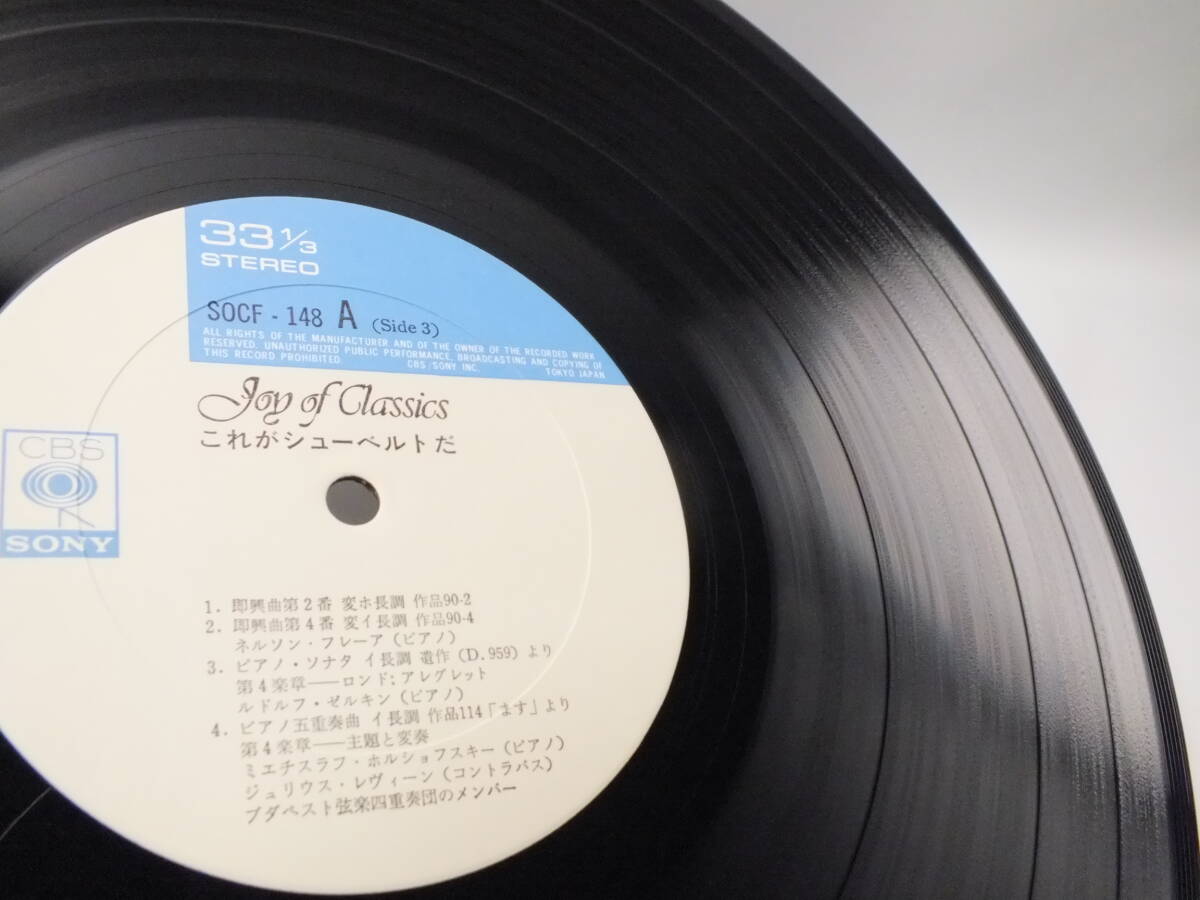 33 1/3
STEREO
SOCF - 148 A (Side 3)
ALL RIGHTS OF THE MANUFACTURER AND OF THE OWNER OF THE RECORDED WORK
RESERVED. UNAUTHORIZED PUBLIC PERFORMANCE, BROADCASTING AND COPYING OF
THIS RECORD PROHIBITED CBS/SONY INC. TOKYO JAPAN
Joy of Classics
これがシューベルトだ
CBS
SONY
1. 即興曲第2番 変ホ長調 作品90-2
2. 即興曲第4番 変イ長調 作品90-4
ネルソン・フレーア(ピアノ)
3. ピアノ・ソナタ イ長調 遺作 (D.959) より
第4楽章——ロンド; アレグレット
ルドルフ・ゼルキン(ピアノ)
4. ピアノ五重奏曲 イ長調 作品114「ます」より
第4楽章——主題と変奏
ミエチスラフ・ホルショフスキー(ピアノ)
ジュリウス・レヴィーン(コントラバス)
ブダペスト弦楽四重奏団のメンバー